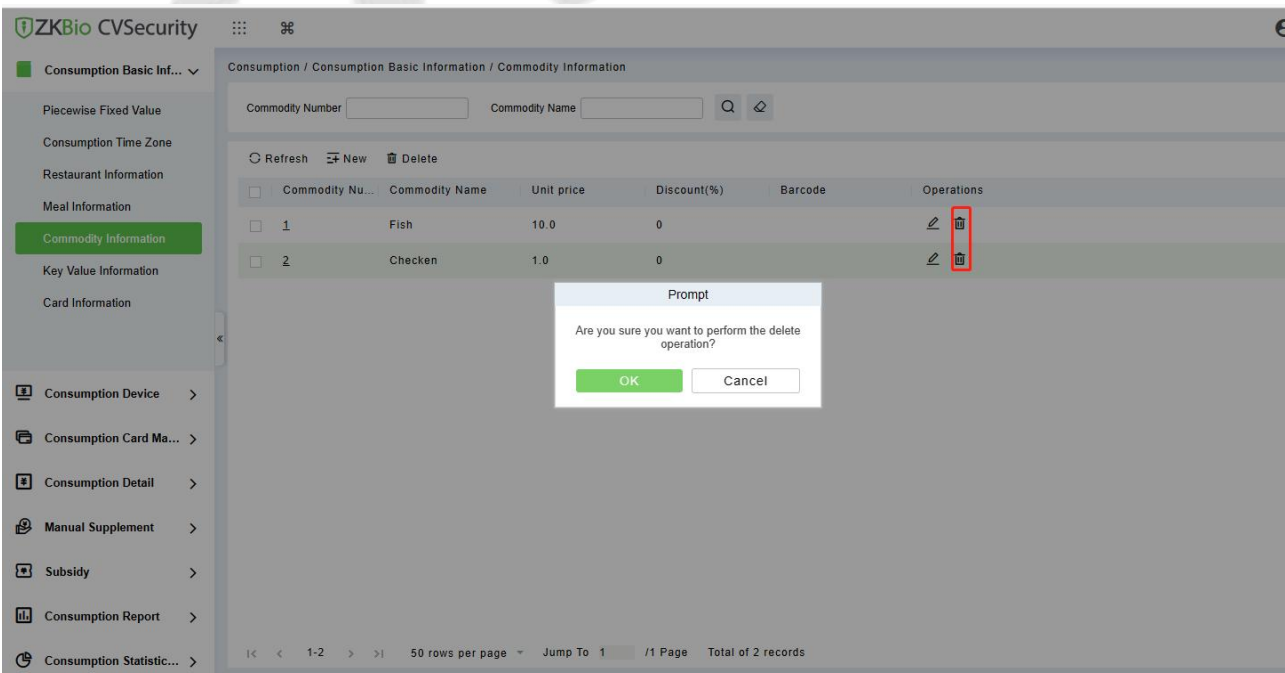 ZKBio CVSecurity
Consumption Basic Inf...
Consumption / Consumption Basic Information / Commodity Information
Piecewise Fixed Value
Consumption Time Zone
Restaurant Information
Meal Information
Commodity Information
Key Value Information
Card Information
Commodity Number
Commodity Name
Refresh New Delete
Commodity Nu... Commodity Name Unit price Discount(%) Barcode Operations
1 Fish 10.0 0
2 Checken 1.0 0
Prompt
Are you sure you want to perform the delete
operation?
OK Cancel
Consumption Device
Consumption Card Ma...
Consumption Detail
Manual Supplement
Subsidy
Consumption Report
Consumption Statistic...
1-2 50 rows per page Jump To 1 /1 Page Total of 2 records